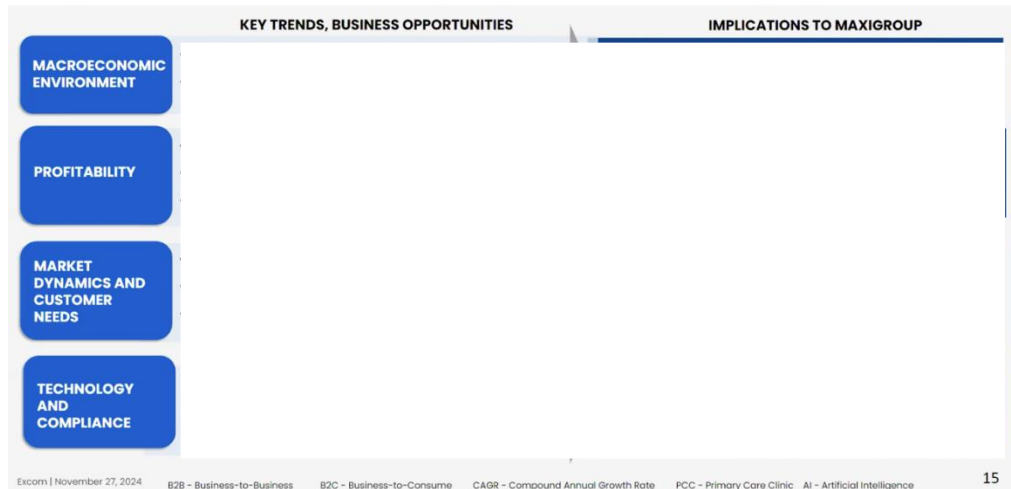 KEY TRENDS, BUSINESS OPPORTUNITIES
IMPLICATIONS TO MAXIGROUP
MACROECONOMIC
ENVIRONMENT
PROFITABILITY
MARKET
DYNAMICS AND
CUSTOMER
NEEDS
TECHNOLOGY
AND
COMPLIANCE
Excom | November 27, 2024
B2B - Business-to-Business
B2C - Business-to-Consume
CAGR - Compound Annual Growth Rate
PCC - Primary Care Clinic
AI - Artificial Intelligence
15